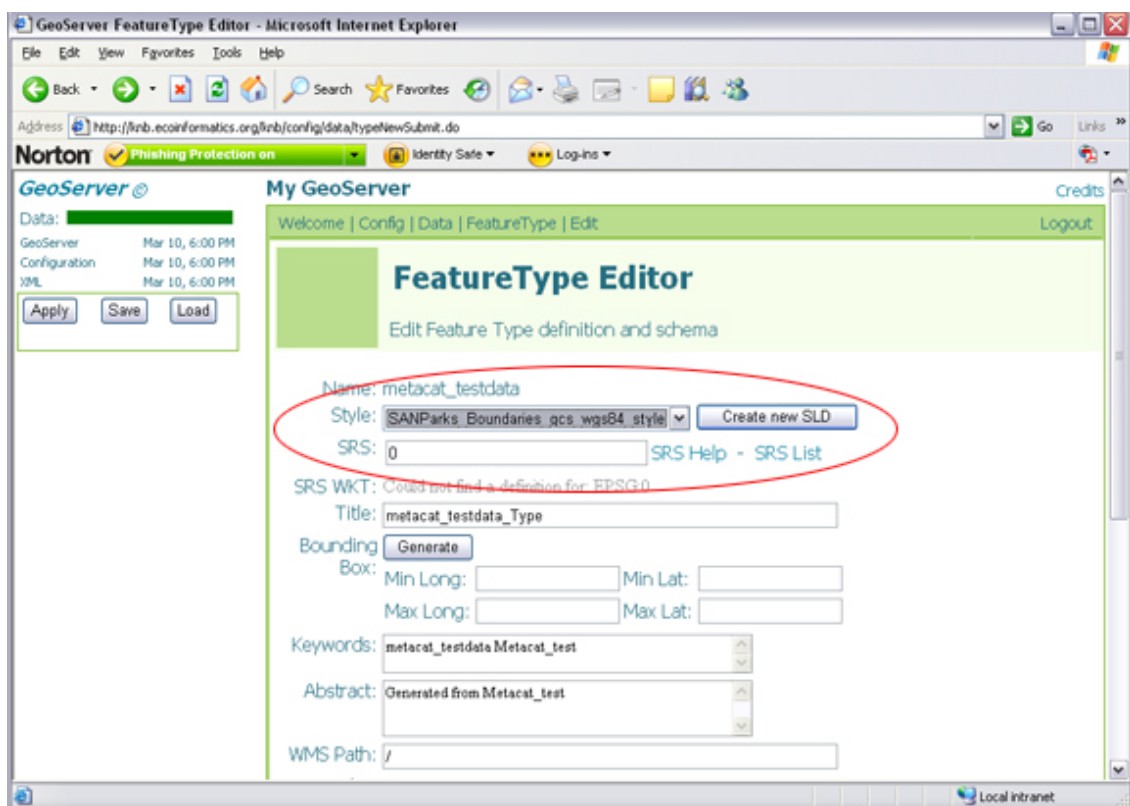 GeoServer FeatureType Editor - Microsoft Internet Explorer
File Edit View Favorites Tools Help
Back Search Favorites
Address http://knb.ecoinformatics.org/knb/config/data/typeNewSubmit.do Go Links »
Norton Phishing Protection on Identity Safe Log-ins
GeoServer © My GeoServer Credits
Data:
Welcome | Config | Data | FeatureType | Edit Logout
GeoServer Mar 10, 6:00 PM
Configuration Mar 10, 6:00 PM
XML Mar 10, 6:00 PM
Apply Save Load
FeatureType Editor
Edit Feature Type definition and schema
Name: metacat_testdata
Style: SANParks_Boundaries_gcs_wgs84_style Create new SLD
SRS: 0 SRS Help - SRS List
SRS WKT: Could not find a definition for: EPSG:0
Title: metacat_testdata_Type
Bounding Box: Generate
Min Long: Min Lat:
Max Long: Max Lat:
Keywords: metacat_testdata Metacat_test
Abstract: Generated from Metacat_test
WMS Path: /
Local intranet